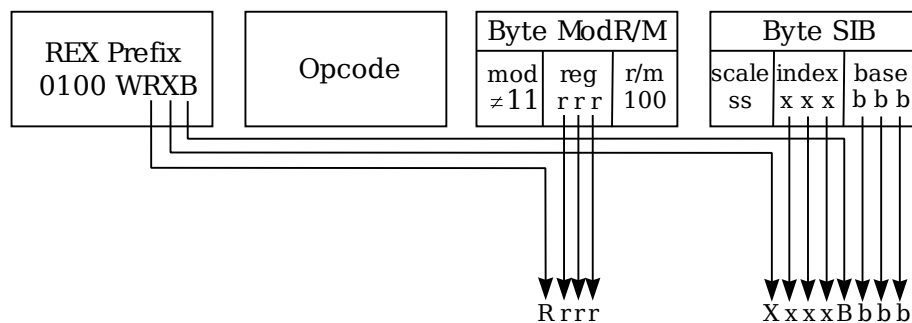 REX Prefix
0100 WRXB
Opcode
Byte ModR/M
mod
≠11
reg
r r r
r/m
100
Byte SIB
scale
ss
index
x x x
base
b b b
R r r r
X x x x B b b b